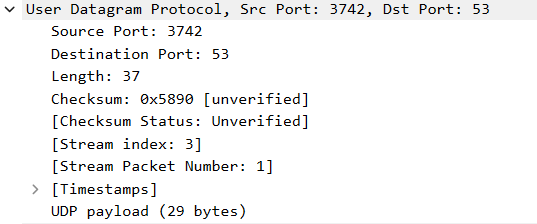 User Datagram Protocol, Src Port: 3742, Dst Port: 53
Source Port: 3742
Destination Port: 53
Length: 37
Checksum: 0x5890 [unverified]
[Checksum Status: Unverified]
[Stream index: 3]
[Stream Packet Number: 1]
[Timestamps]
UDP payload (29 bytes)